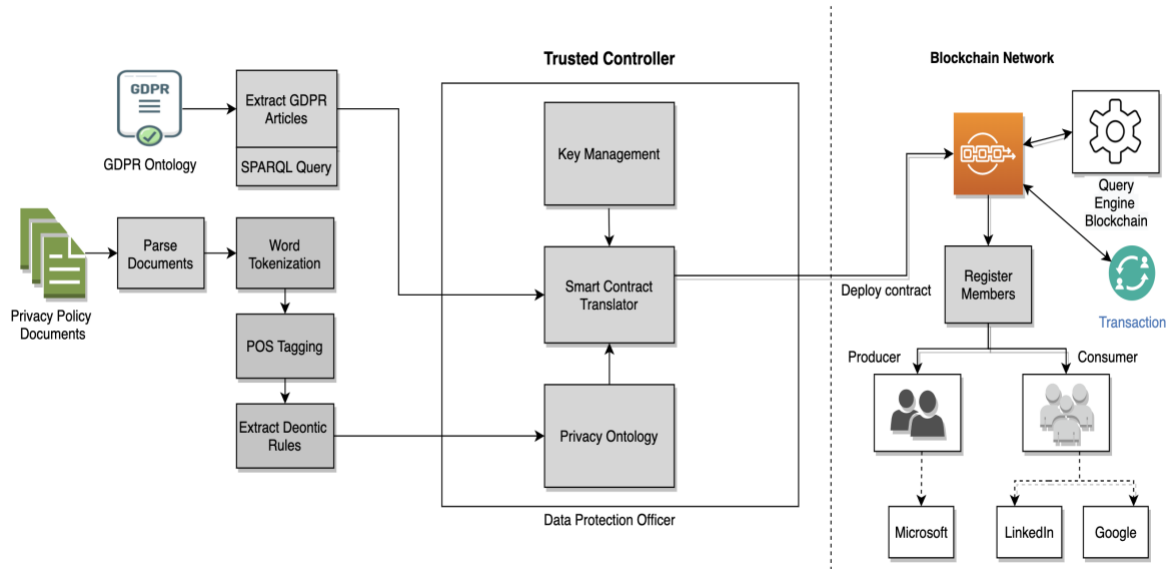 Trusted Controller
Blockchain Network
GDPR
GDPR Ontology
Extract GDPR
Articles
SPARQL Query
Key Management
Query
Engine
Blockchain
Privacy Policy
Documents
Parse
Documents
Word
Tokenization
Smart Contract
Translator
Deploy contract
Register
Members
Transaction
POS Tagging
Extract Deontic
Rules
Privacy Ontology
Producer
Consumer
Data Protection Officer
Microsoft
LinkedIn
Google